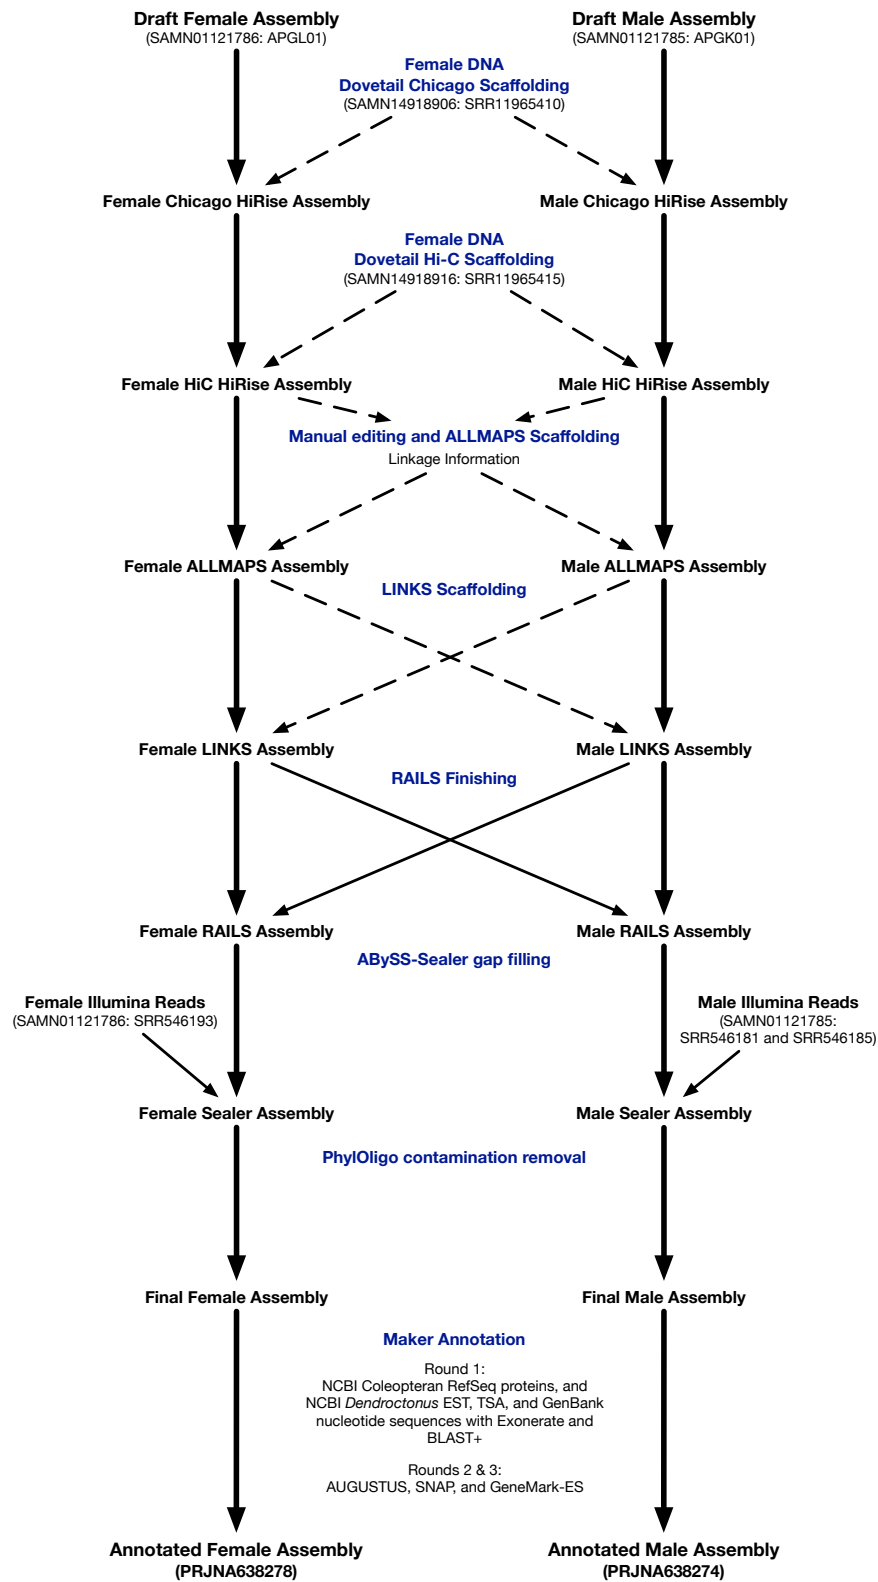 Draft Female Assembly
(SAMN01121786: APGL01)
Draft Male Assembly
(SAMN01121785: APGK01)
Female DNA
Dovetail Chicago Scaffolding
(SAMN14918906: SRR11965410)
Female Chicago HiRise Assembly
Male Chicago HiRise Assembly
Female DNA
Dovetail Hi-C Scaffolding
(SAMN14918916: SRR11965415)
Female HiC HiRise Assembly
Male HiC HiRise Assembly
Manual editing and ALLMAPS Scaffolding
Linkage Information
Female ALLMAPS Assembly
Male ALLMAPS Assembly
LINKS Scaffolding
Female LINKS Assembly
Male LINKS Assembly
RAILS Finishing
Female RAILS Assembly
Male RAILS Assembly
ABySS-Sealer gap filling
Female Illumina Reads
(SAMN01121786: SRR546193)
Male Illumina Reads
(SAMN01121785:
SRR546181 and SRR546185)
Female Sealer Assembly
Male Sealer Assembly
PhylOligo contamination removal
Final Female Assembly
Final Male Assembly
Maker Annotation
Round 1:
NCBI Coleopteran RefSeq proteins, and
NCBI Dendroctonus EST, TSA, and GenBank
nucleotide sequences with Exonerate and
BLAST+
Rounds 2 & 3:
AUGUSTUS, SNAP, and GeneMark-ES
Annotated Female Assembly
(PRJNA638278)
Annotated Male Assembly
(PRJNA638274)